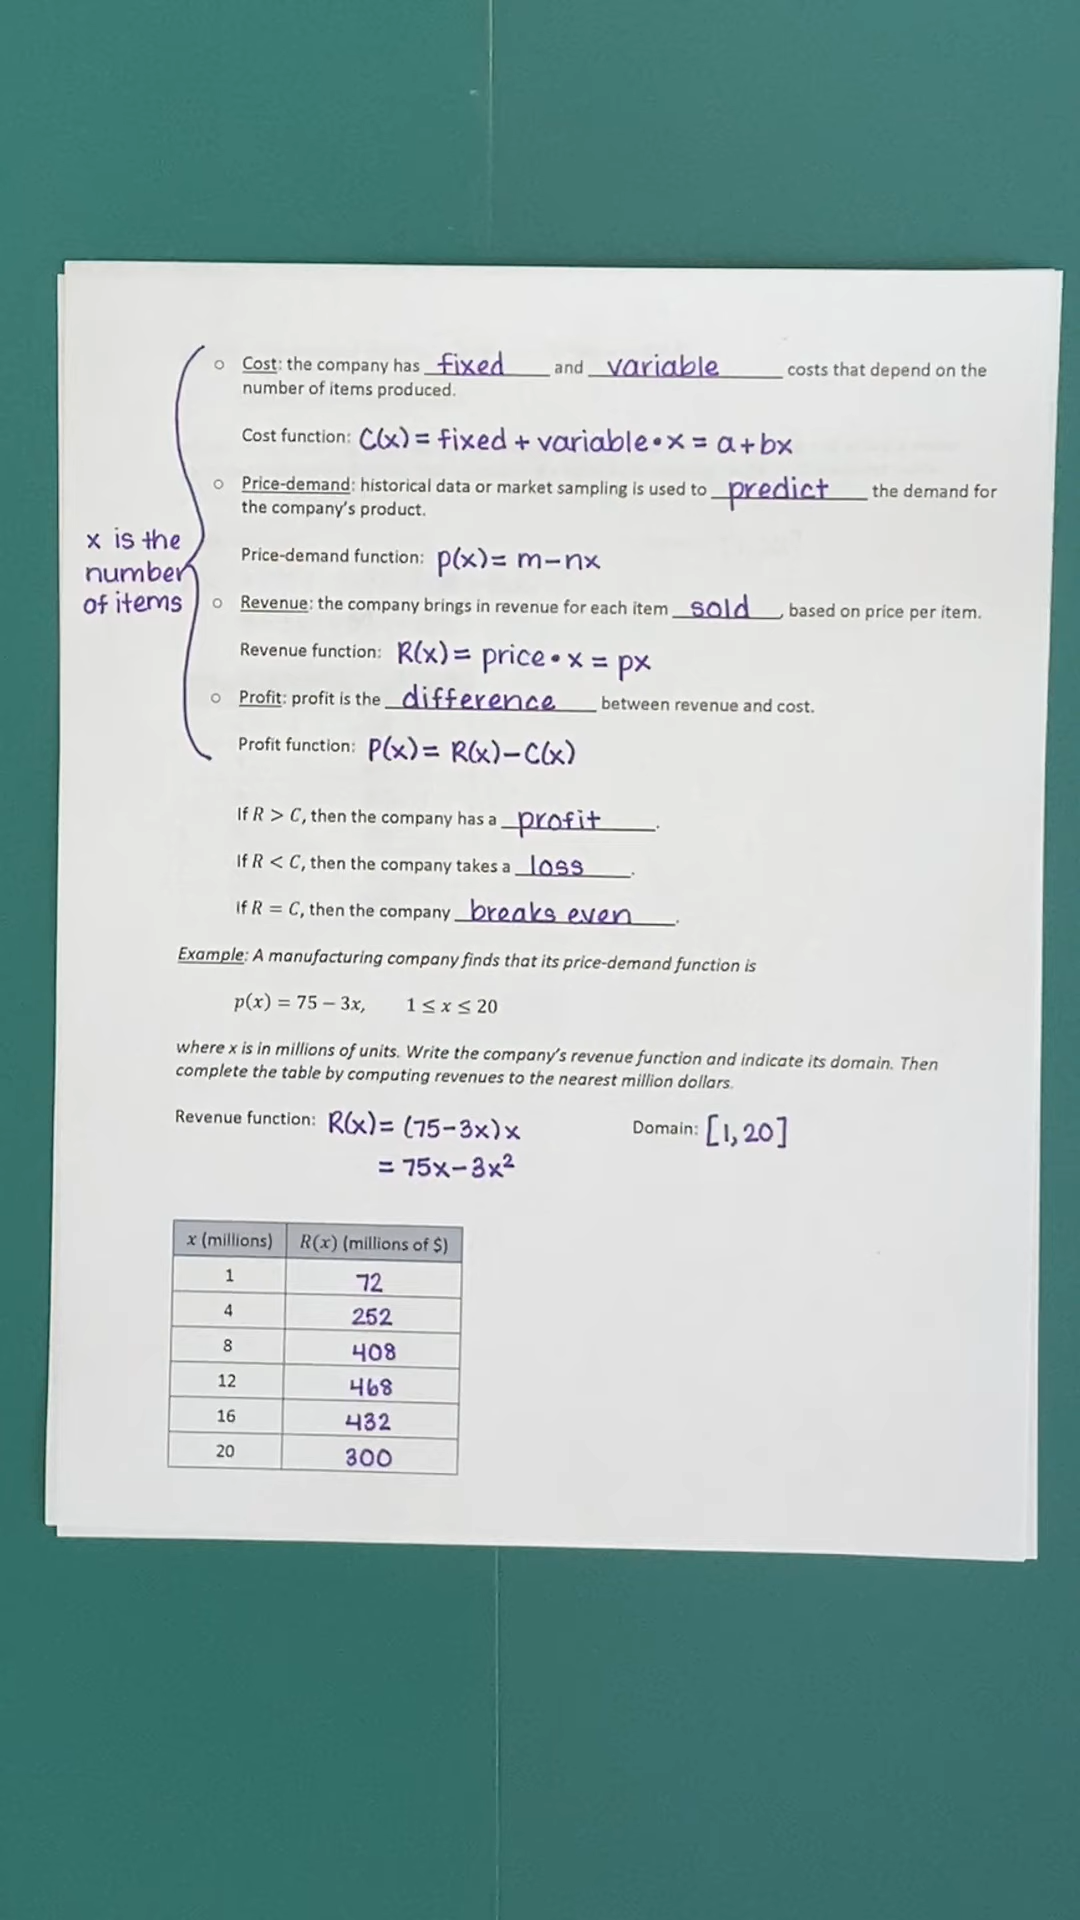 ○ Cost: the company has fixed and variable costs that depend on the
number of items produced.
Cost function: C(x) = fixed + variable • x = a + bx
○ Price-demand: historical data or market sampling is used to predict the demand for
the company's product.
x is the
number
of items
Price-demand function: p(x) = m − nx
○ Revenue: the company brings in revenue for each item sold, based on price per item.
Revenue function: R(x) = price • x = px
○ Profit: profit is the difference between revenue and cost.
Profit function: P(x) = R(x) − C(x)
If R > C, then the company has a profit.
If R < C, then the company takes a loss.
If R = C, then the company breaks even.
Example: A manufacturing company finds that its price-demand function is
p(x) = 75 − 3x, 1 ≤ x ≤ 20
where x is in millions of units. Write the company's revenue function and indicate its domain. Then
complete the table by computing revenues to the nearest million dollars.
Revenue function: R(x) = (75 − 3x)x Domain: [1, 20]
= 75x − 3x²
x (millions) R(x) (millions of $)
1 72
4 252
8 408
12 468
16 432
20 300